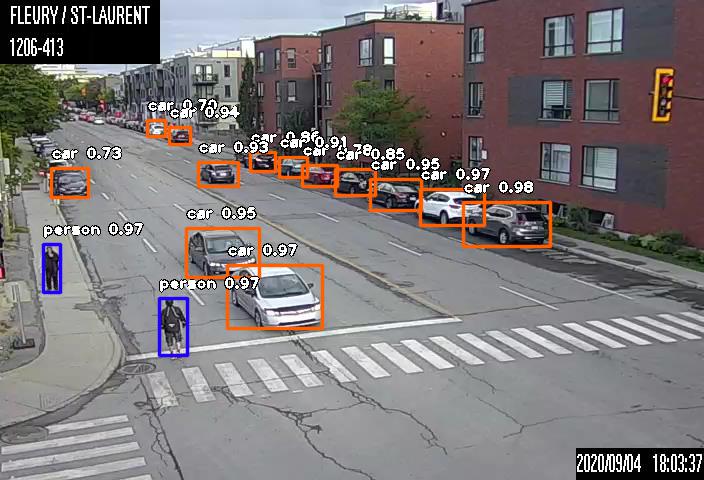 FLEURY / ST-LAURENT
1206-413
car 0.70
car 0.94
car 0.86
car 0.93
car 0.91
0.78
car 0.73
car 0.85
car 0.95
car 0.97
car 0.98
car 0.95
person 0.97
car 0.97
person 0.97
2020/09/04 18:03:37